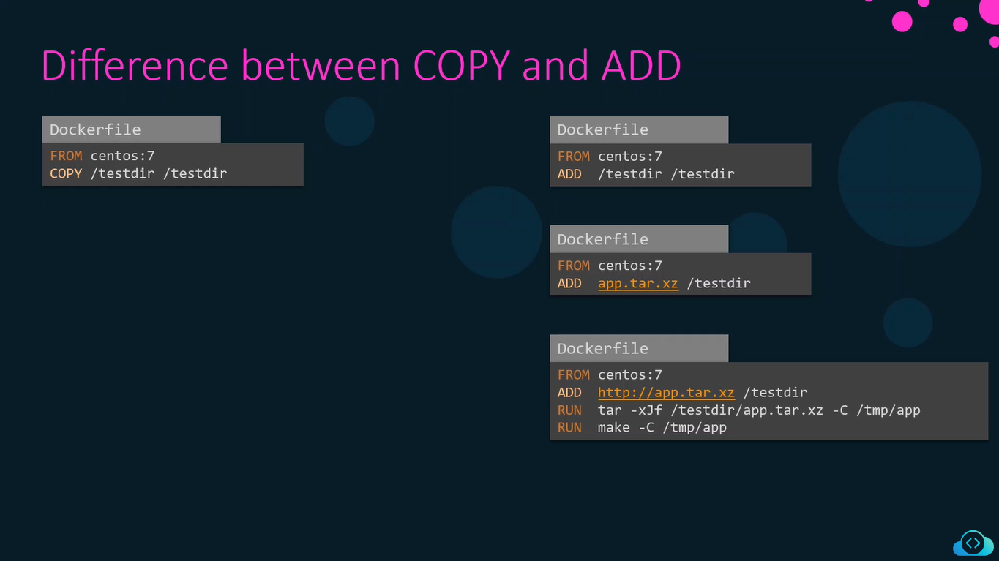 Difference between COPY and ADD
Dockerfile
FROM centos:7
COPY /testdir /testdir
Dockerfile
FROM centos:7
ADD /testdir /testdir
Dockerfile
FROM centos:7
ADD app.tar.xz /testdir
Dockerfile
FROM centos:7
ADD http://app.tar.xz /testdir
RUN tar -xJf /testdir/app.tar.xz -C /tmp/app
RUN make -C /tmp/app